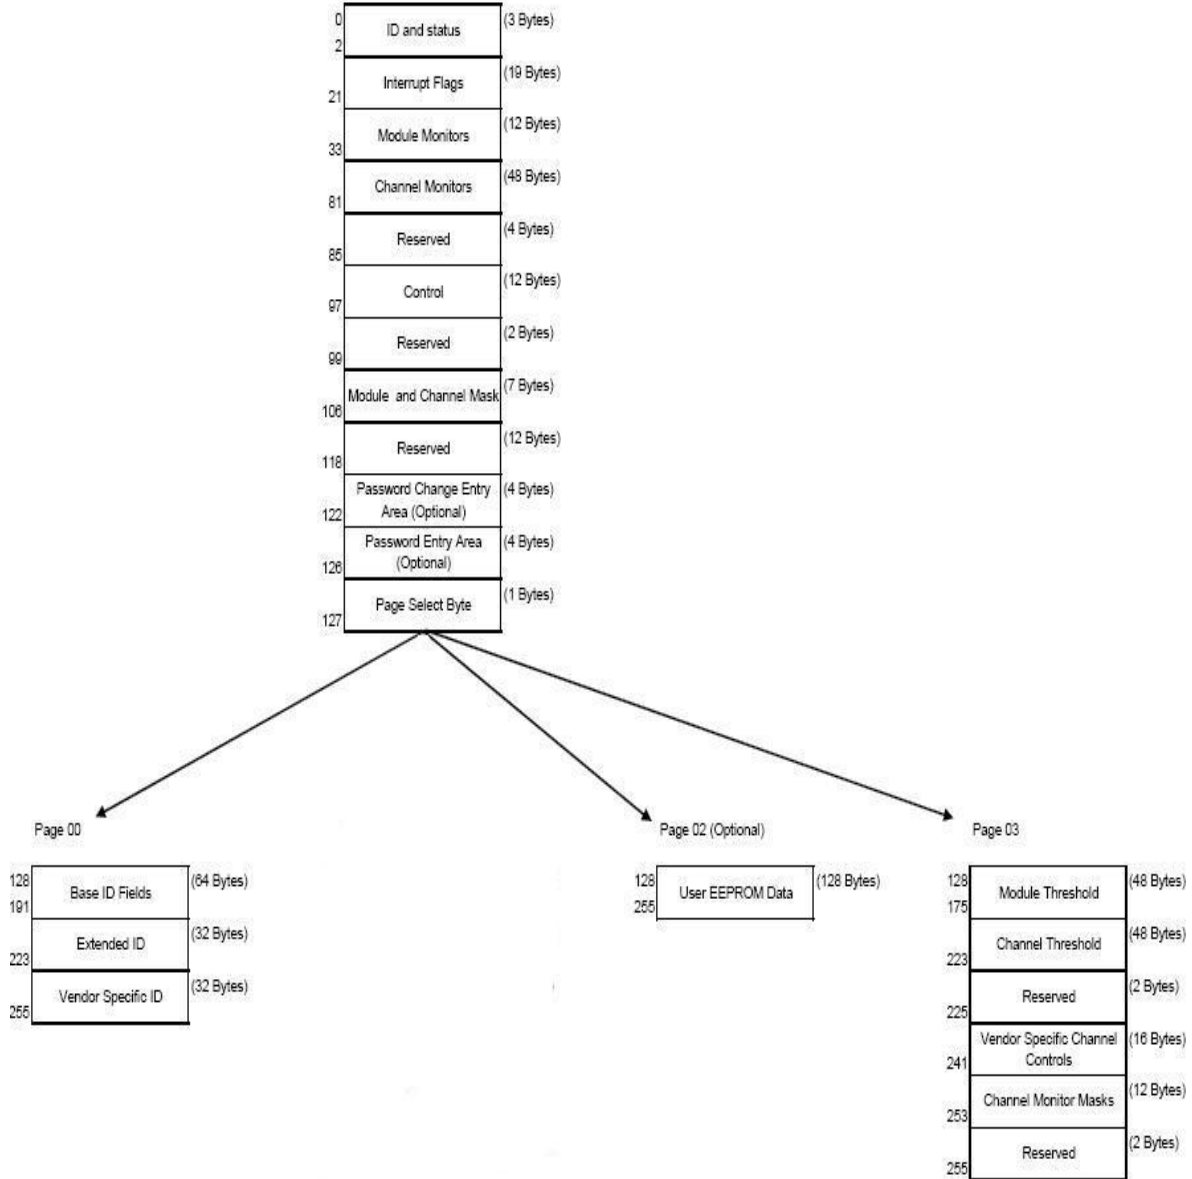 0
ID and status
(3 Bytes)
2
Interrupt Flags
(19 Bytes)
21
Module Monitors
(12 Bytes)
33
Channel Monitors
(48 Bytes)
81
Reserved
(4 Bytes)
85
Control
(12 Bytes)
97
Reserved
(2 Bytes)
99
Module and Channel Mask
(7 Bytes)
106
Reserved
(12 Bytes)
118
Password Change Entry
Area (Optional)
(4 Bytes)
122
Password Entry Area
(Optional)
(4 Bytes)
126
Page Select Byte
(1 Bytes)
127
Page 00
128
Base ID Fields
(64 Bytes)
191
Extended ID
(32 Bytes)
223
Vendor Specific ID
(32 Bytes)
255
Page 02 (Optional)
128
User EEPROM Data
(128 Bytes)
255
Page 03
128
Module Threshold
(48 Bytes)
175
Channel Threshold
(48 Bytes)
223
Reserved
(2 Bytes)
225
Vendor Specific Channel
Controls
(16 Bytes)
241
Channel Monitor Masks
(12 Bytes)
253
Reserved
(2 Bytes)
255